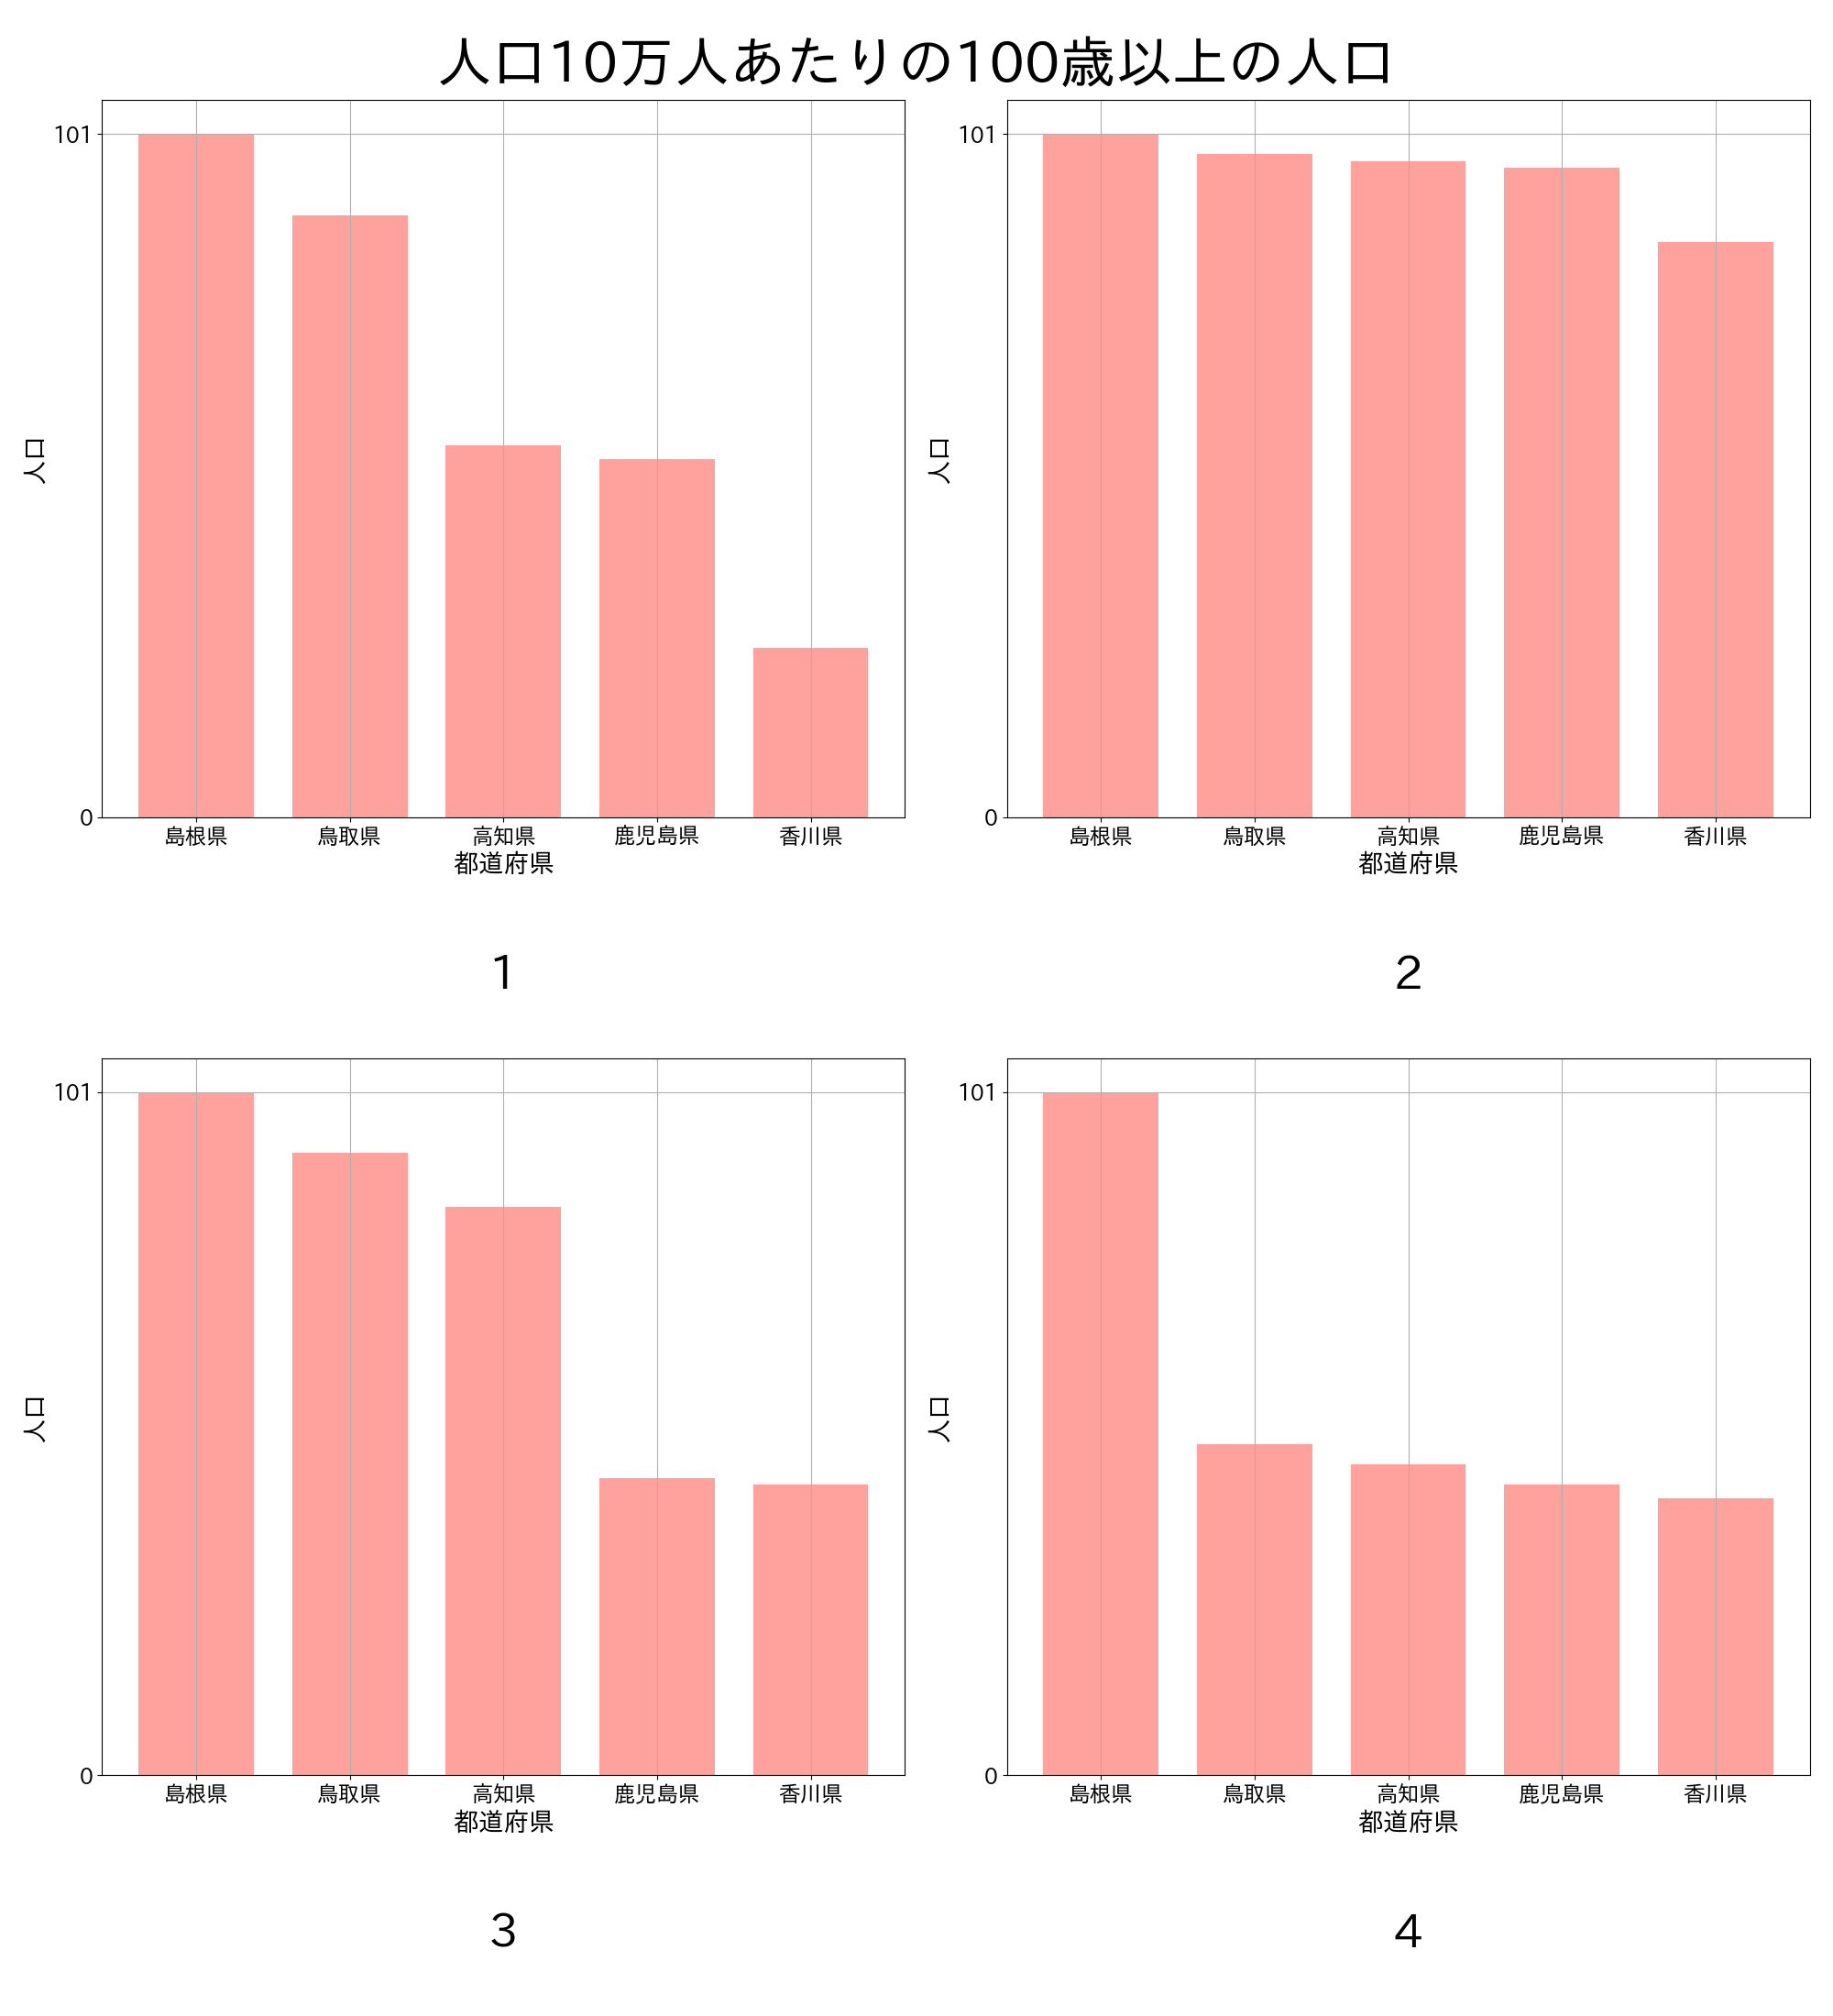 人口10万人あたりの100歳以上の人口
101
0
人口
島根県 鳥取県 高知県 鹿児島県 香川県
都道府県
1
101
0
人口
島根県 鳥取県 高知県 鹿児島県 香川県
都道府県
2
101
0
人口
島根県 鳥取県 高知県 鹿児島県 香川県
都道府県
3
101
0
人口
島根県 鳥取県 高知県 鹿児島県 香川県
都道府県
4